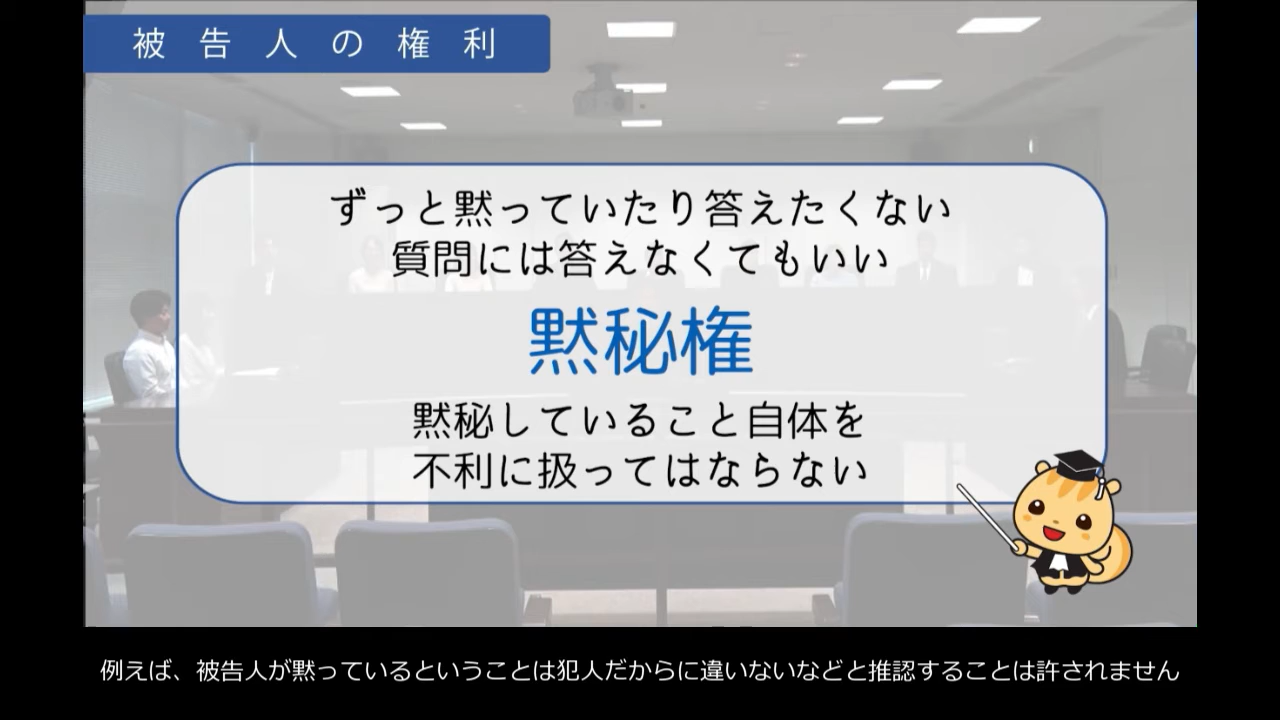 被告人の権利
ずっと黙っていたり答えたくない
質問には答えなくてもいい
黙秘権
黙秘していること自体を
不利に扱ってはならない
例えば、被告人が黙っているということは犯人だからに違いないなどと推認することは許されません